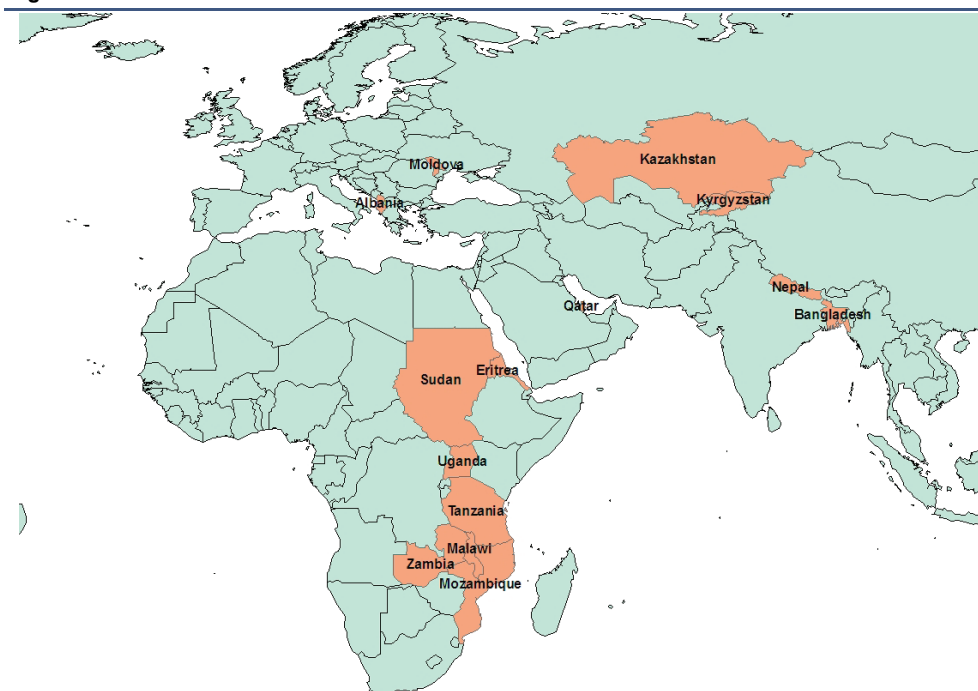 Kazakhstan
Moldova
Kyrgyzstan
Albania
Nepal
Qatar
Bangladesh
Eritrea
Sudan
Uganda
Tanzania
Malawi
Zambia
Mozambique